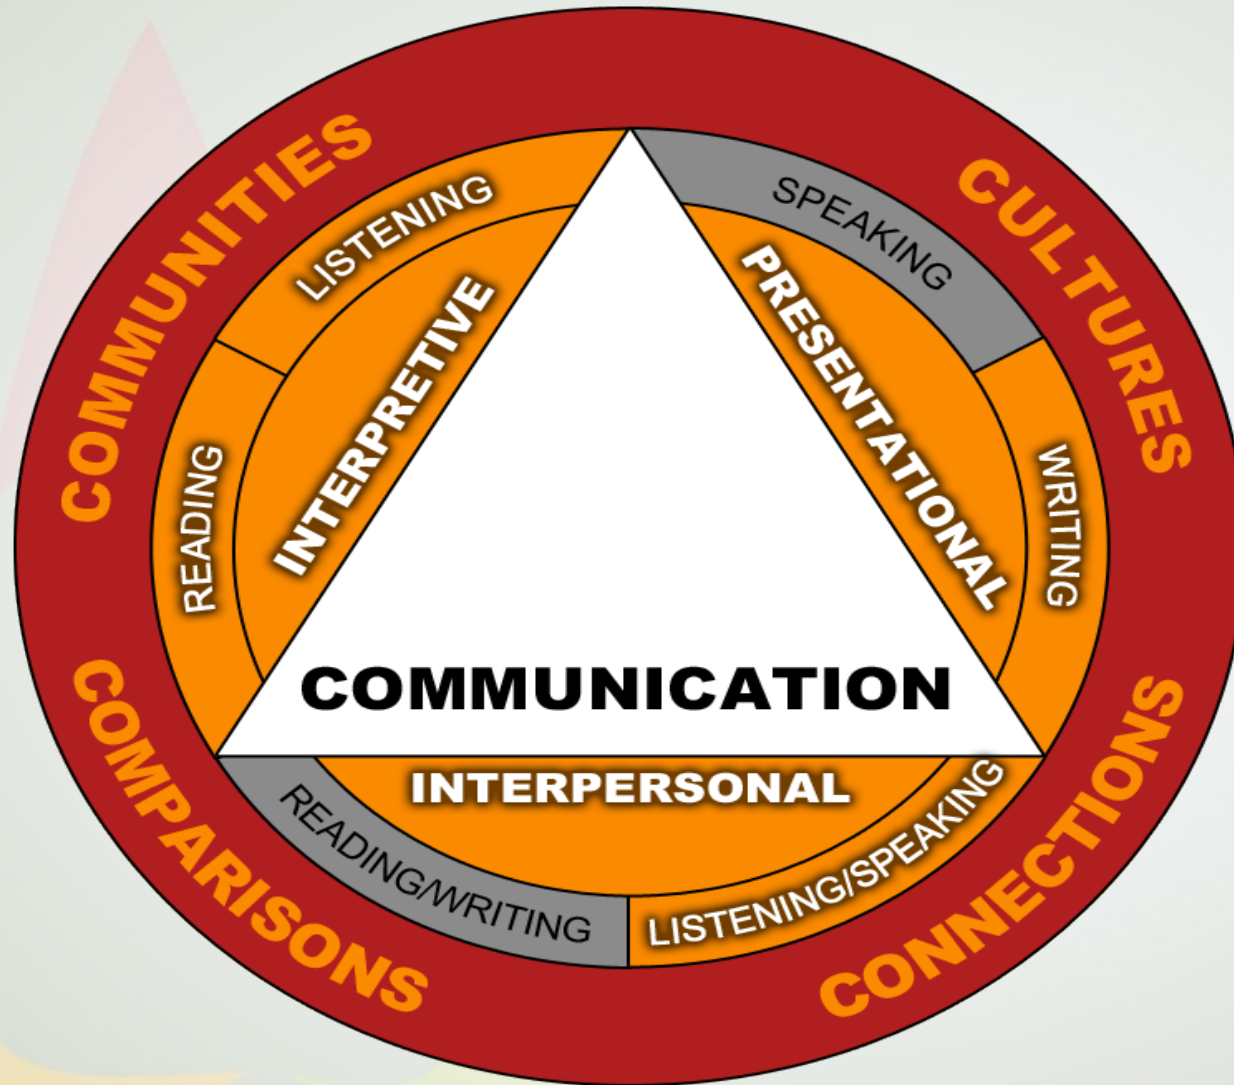 COMMUNITIES
CULTURES
LISTENING
SPEAKING
INTERPRETIVE
PRESENTATIONAL
READING
WRITING
COMMUNICATION
INTERPERSONAL
READING/WRITING
LISTENING/SPEAKING
COMPARISONS
CONNECTIONS